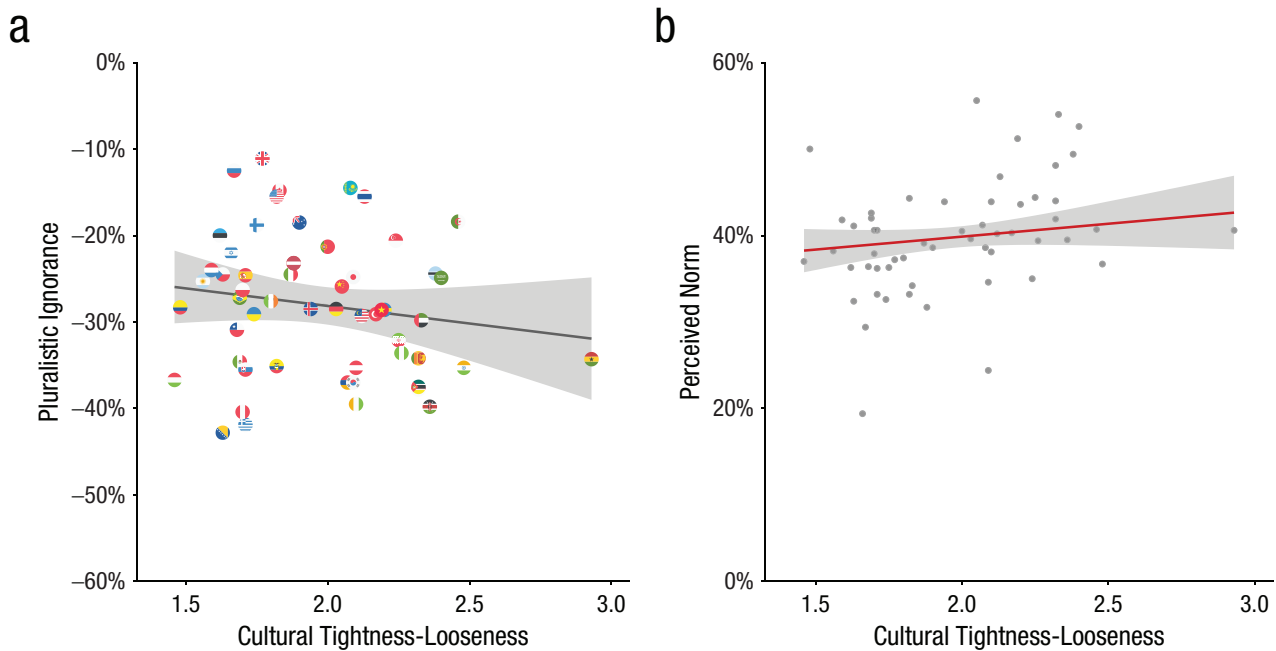 a
0%
−10%
−20%
−30%
−40%
−50%
−60%
Pluralistic Ignorance
1.5 2.0 2.5 3.0
Cultural Tightness-Looseness
b
60%
40%
20%
0%
Perceived Norm
1.5 2.0 2.5 3.0
Cultural Tightness-Looseness